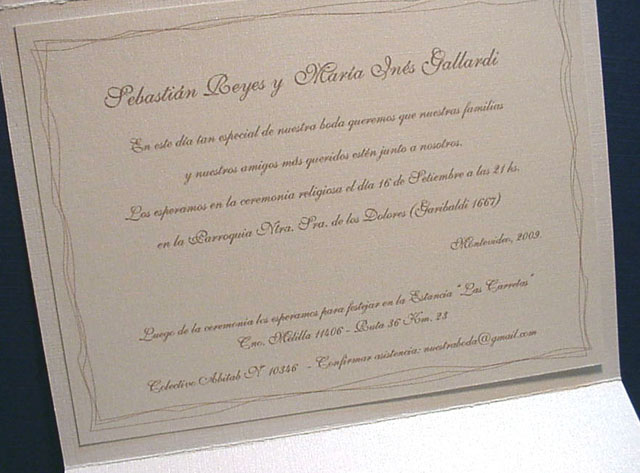 Sebastián Reyes y María Inés Gallardi
En este día tan especial de nuestra boda queremos que nuestras familias
y nuestros amigos más queridos estén junto a nosotros.
Los esperamos en la ceremonia religiosa el día 16 de Setiembre a las 21 hs.
en la Parroquia Ntra. Sra. de los Dolores (Garibaldi 1667)
Montevideo, 2009.
Luego de la ceremonia los esperamos para festejar en la Estancia "Las Carretas"
Cno. Melilla 11406 - Ruta 36 Km. 23
Colectivo Abitab Nº 10346 - Confirmar asistencia: nuestraboda@gmail.com